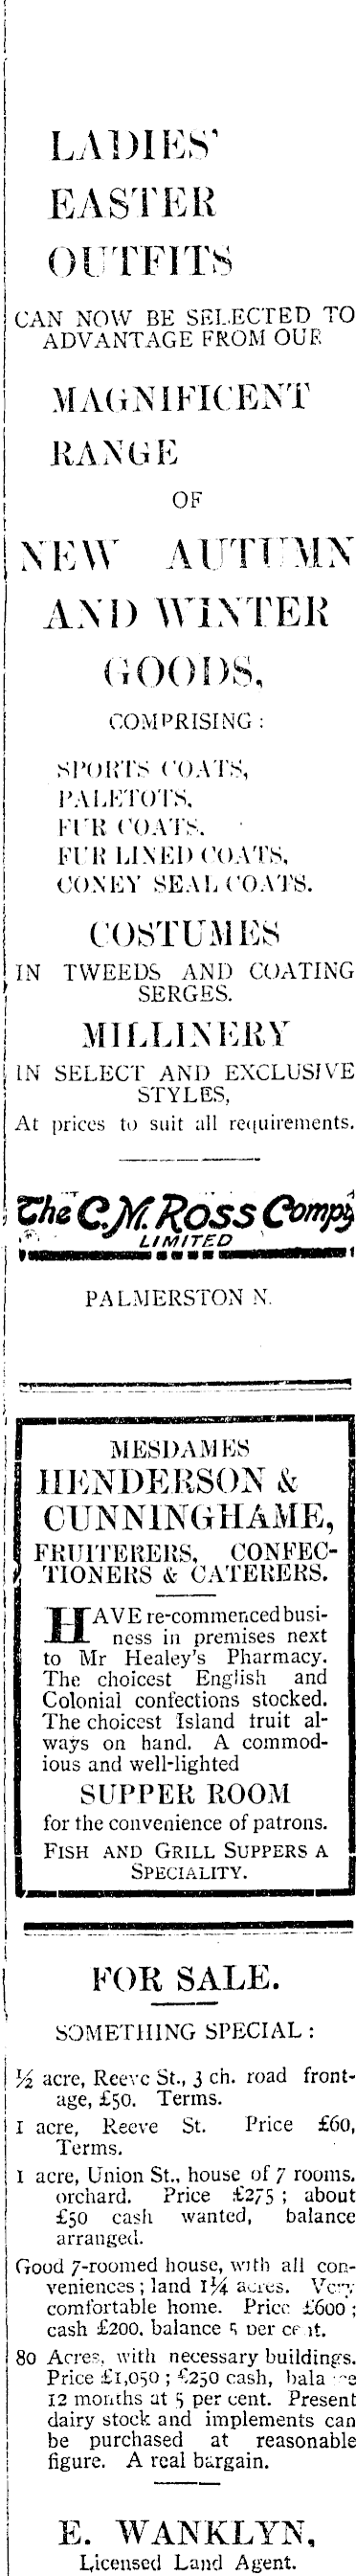 LADIES'
EASTER
OUTFITS
CAN NOW BE SELECTED TO
ADVANTAGE FROM OUR
MAGNIFICENT
RANGE
OF
NEW AUTUMN
AND WINTER
GOODS,
COMPRISING:
SPORTS COATS,
PALETOTS,
FUR COATS.
FUR LINED COATS,
CONEY SEAL COATS.
COSTUMES
IN TWEEDS AND COATING
SERGES.
MILLINERY
IN SELECT AND EXCLUSIVE
STYLES,
At prices to suit all requirements.
The C.M. Ross Compy
LIMITED
PALMERSTON N.
MESDAMES
HENDERSON &
CUNNINGHAME,
FRUITERERS, CONFEC-
TIONERS & CATERERS.
HAVE re-commenced busi-
ness in premises next
to Mr Healey's Pharmacy.
The choicest English and
Colonial confections stocked.
The choicest Island fruit al-
ways on hand. A commod-
ious and well-lighted
SUPPER ROOM
for the convenience of patrons.
FISH AND GRILL SUPPERS A
SPECIALITY.
FOR SALE.
SOMETHING SPECIAL:
½ acre, Reeve St., 3 ch. road front-
age, £50. Terms.
1 acre, Reeve St. Price £60,
Terms.
1 acre, Union St., house of 7 rooms.
orchard. Price £275; about
£50 cash wanted, balance
arranged.
Good 7-roomed house, with all con-
veniences; land 1¼ acres. Very
comfortable home. Price £600;
cash £200, balance 5 per cent.
80 Acres, with necessary buildings.
Price £1,050; £250 cash, balance
12 months at 5 per cent. Present
dairy stock and implements can
be purchased at reasonable
figure. A real bargain.
E. WANKLYN,
Licensed Land Agent.